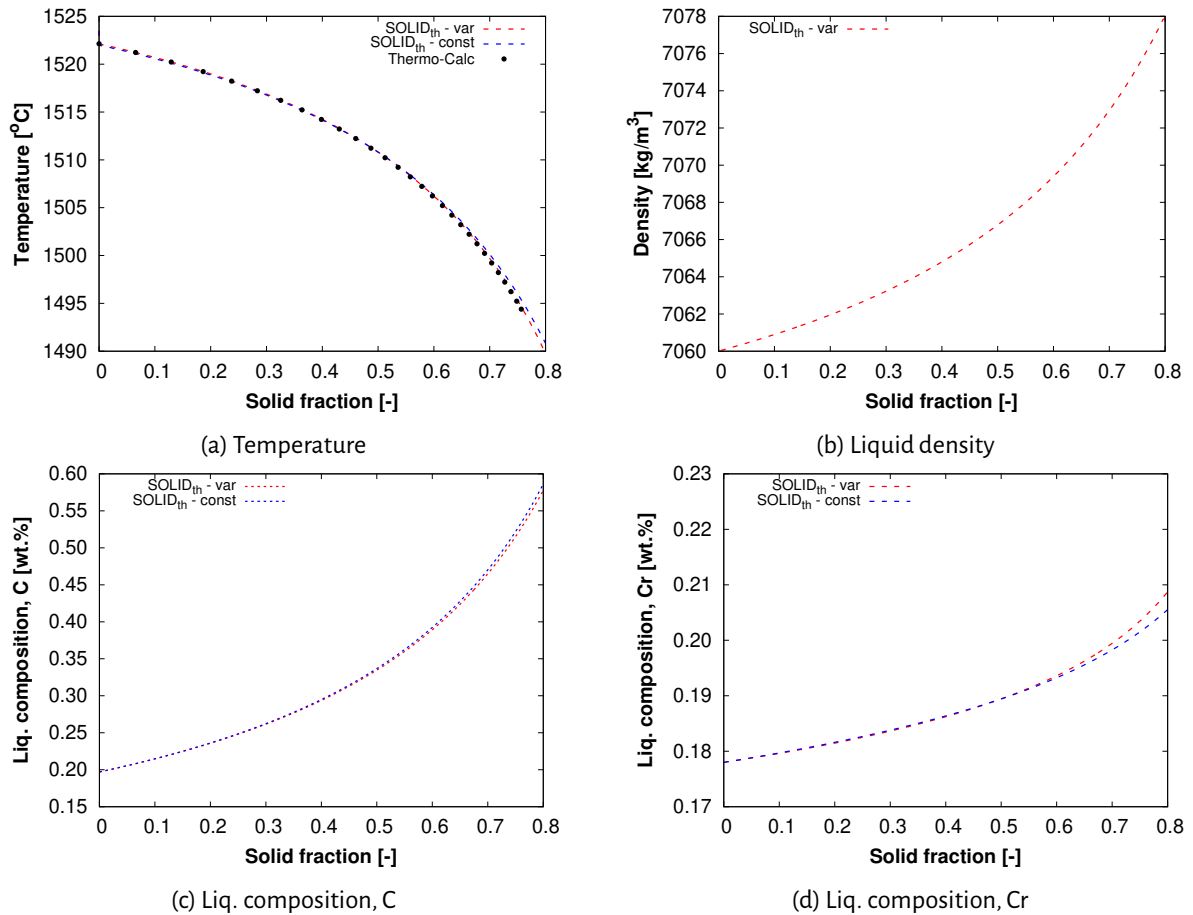 1525
1520
1515
1510
1505
1500
1495
1490
0 0.1 0.2 0.3 0.4 0.5 0.6 0.7 0.8
Temperature [°C]
Solid fraction [-]
SOLIDth - var
SOLIDth - const
Thermo-Calc
(a) Temperature
7078
7076
7074
7072
7070
7068
7066
7064
7062
7060
0 0.1 0.2 0.3 0.4 0.5 0.6 0.7 0.8
Density [kg/m3]
Solid fraction [-]
SOLIDth - var
(b) Liquid density
0.60
0.55
0.50
0.45
0.40
0.35
0.30
0.25
0.20
0.15
0 0.1 0.2 0.3 0.4 0.5 0.6 0.7 0.8
Liq. composition, C [wt.%]
Solid fraction [-]
SOLIDth - var
SOLIDth - const
(c) Liq. composition, C
0.23
0.22
0.21
0.20
0.19
0.18
0.17
0 0.1 0.2 0.3 0.4 0.5 0.6 0.7 0.8
Liq. composition, Cr [wt.%]
Solid fraction [-]
SOLIDth - var
SOLIDth - const
(d) Liq. composition, Cr